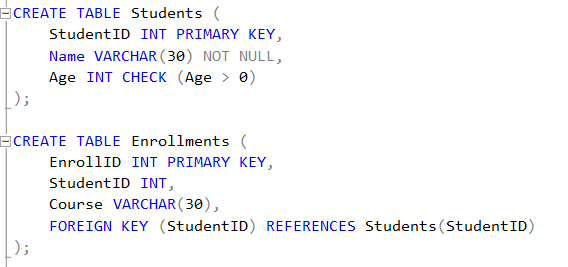 CREATE TABLE Students (
    StudentID INT PRIMARY KEY,
    Name VARCHAR(30) NOT NULL,
    Age INT CHECK (Age > 0)
);

CREATE TABLE Enrollments (
    EnrollID INT PRIMARY KEY,
    StudentID INT,
    Course VARCHAR(30),
    FOREIGN KEY (StudentID) REFERENCES Students(StudentID)
);